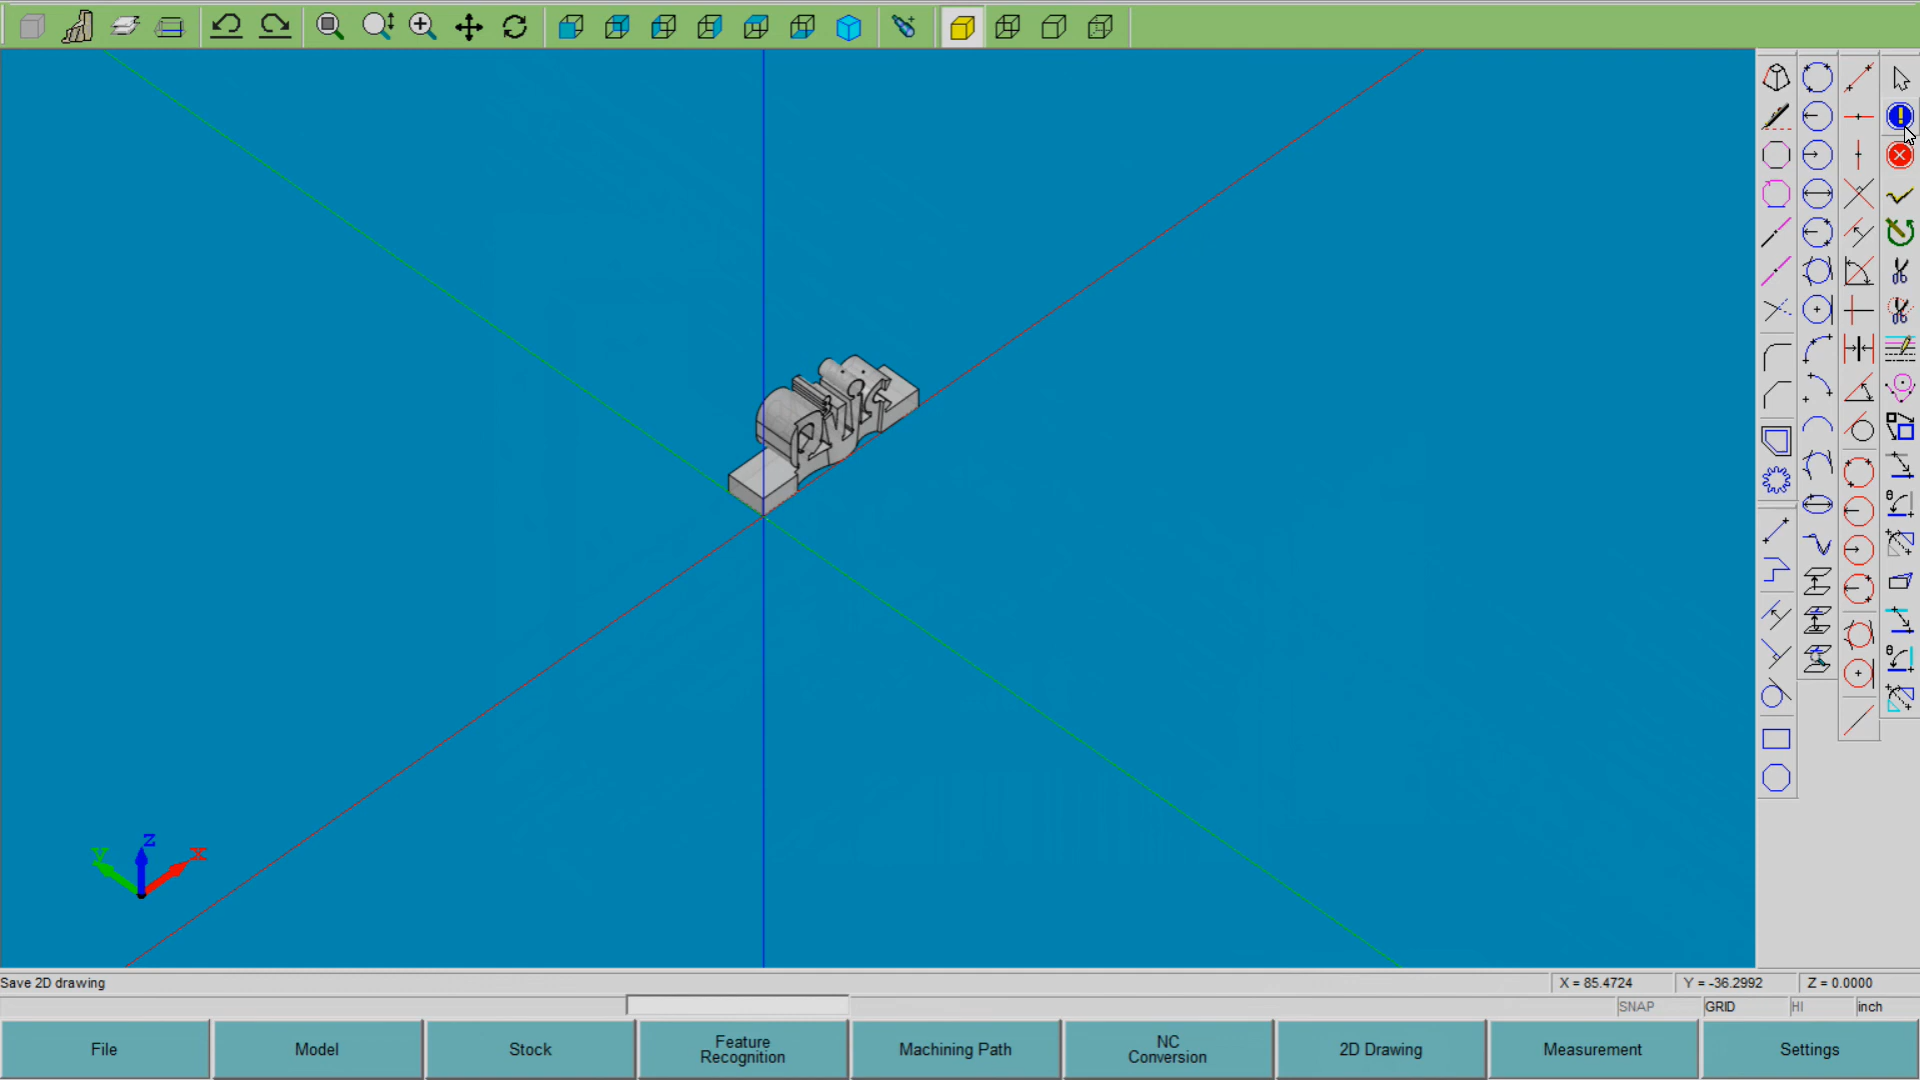 Z
Y
X
Save 2D drawing
X = 85.4724
Y = -36.2992
Z = 0.0000
SNAP
GRID
HI
inch
File
Model
Stock
Feature
Recognition
Machining Path
NC
Conversion
2D Drawing
Measurement
Settings